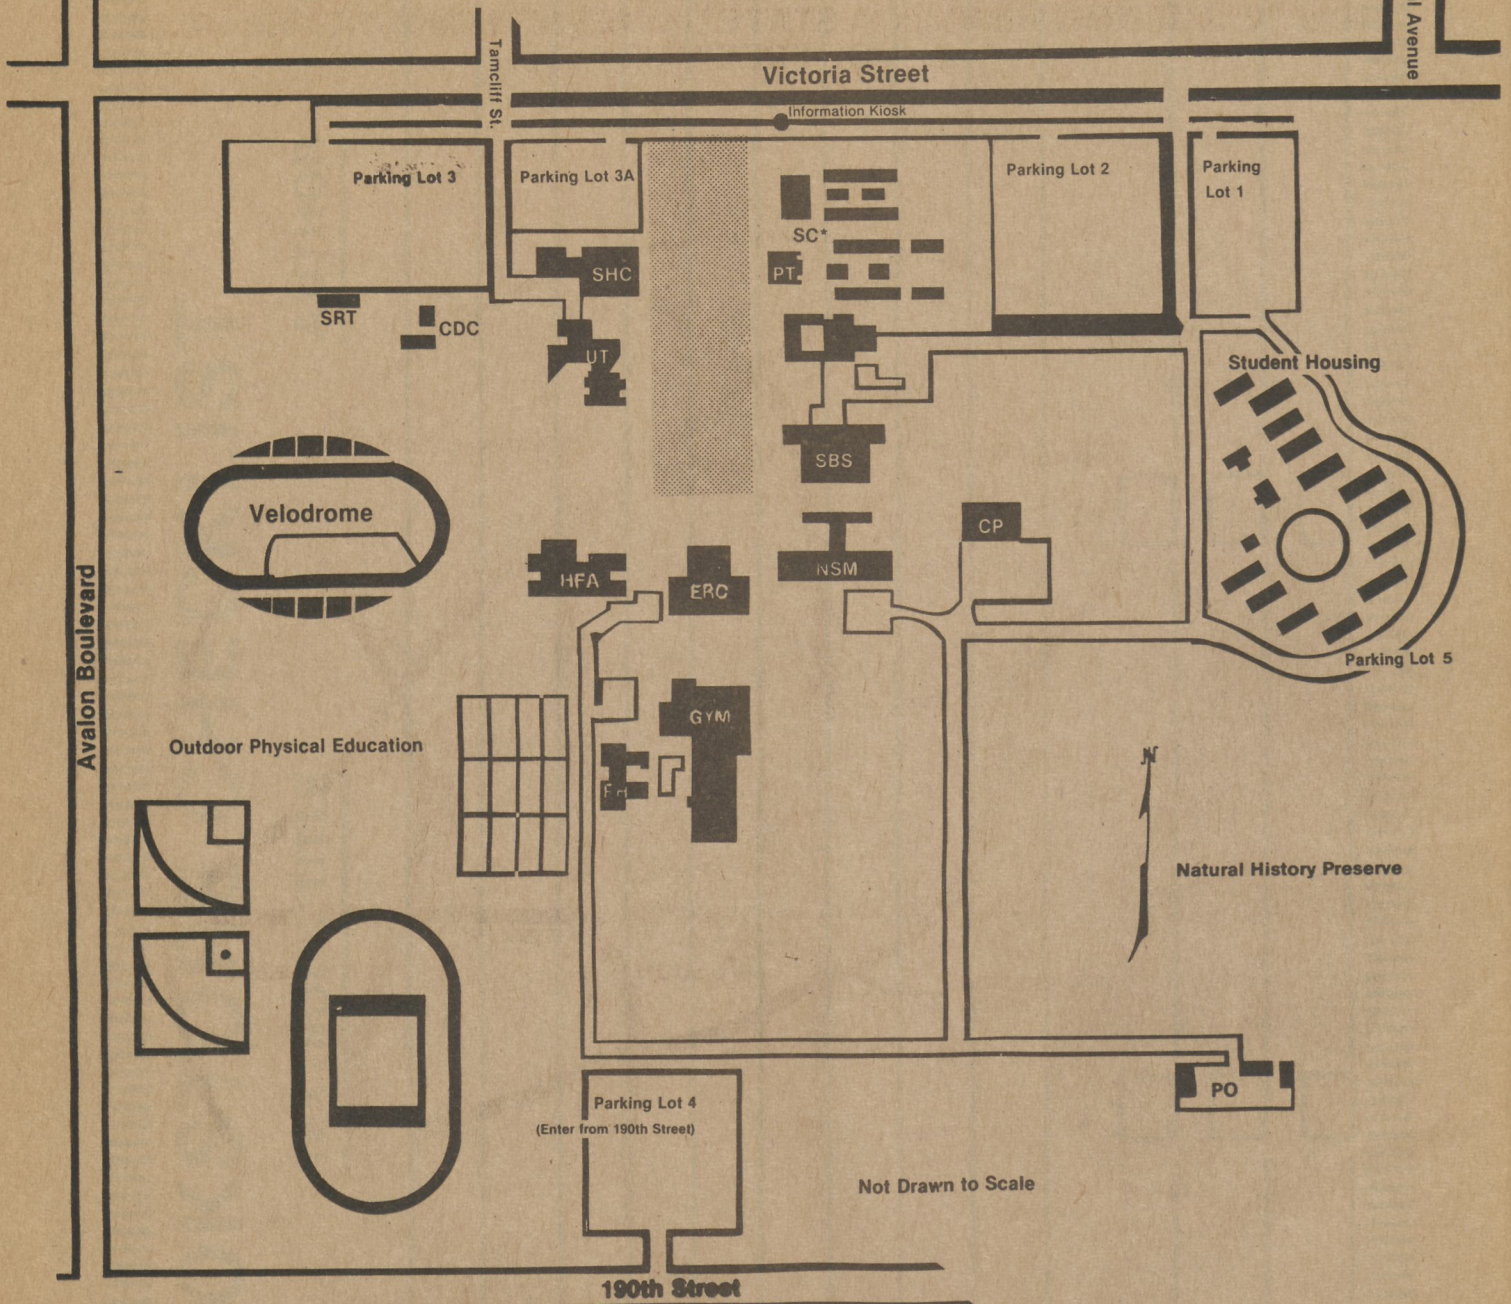 l Avenue
Tamcliff St.
Victoria Street
Information Kiosk
Parking Lot 3
Parking Lot 3A
Parking Lot 2
Parking
Lot 1
SC*
SHC
PT
SRT
CDC
UT
Student Housing
SBS
Velodrome
CP
HFA
ERC
NSM
Avalon Boulevard
Parking Lot 5
GYM
Outdoor Physical Education
N
Natural History Preserve
PO
Parking Lot 4
(Enter from 190th Street)
Not Drawn to Scale
190th Street